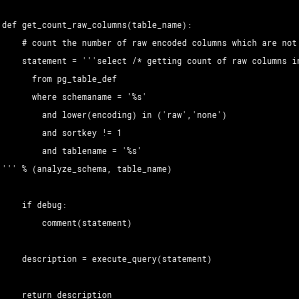 def get_count_raw_columns(table_name):
    # count the number of raw encoded columns which are not
    statement = '''select /* getting count of raw columns in
      from pg_table_def
      where schemaname = '%s'
        and lower(encoding) in ('raw','none')
        and sortkey != 1
        and tablename = '%s'
''' % (analyze_schema, table_name)
    if debug:
        comment(statement)
    description = execute_query(statement)
    return description